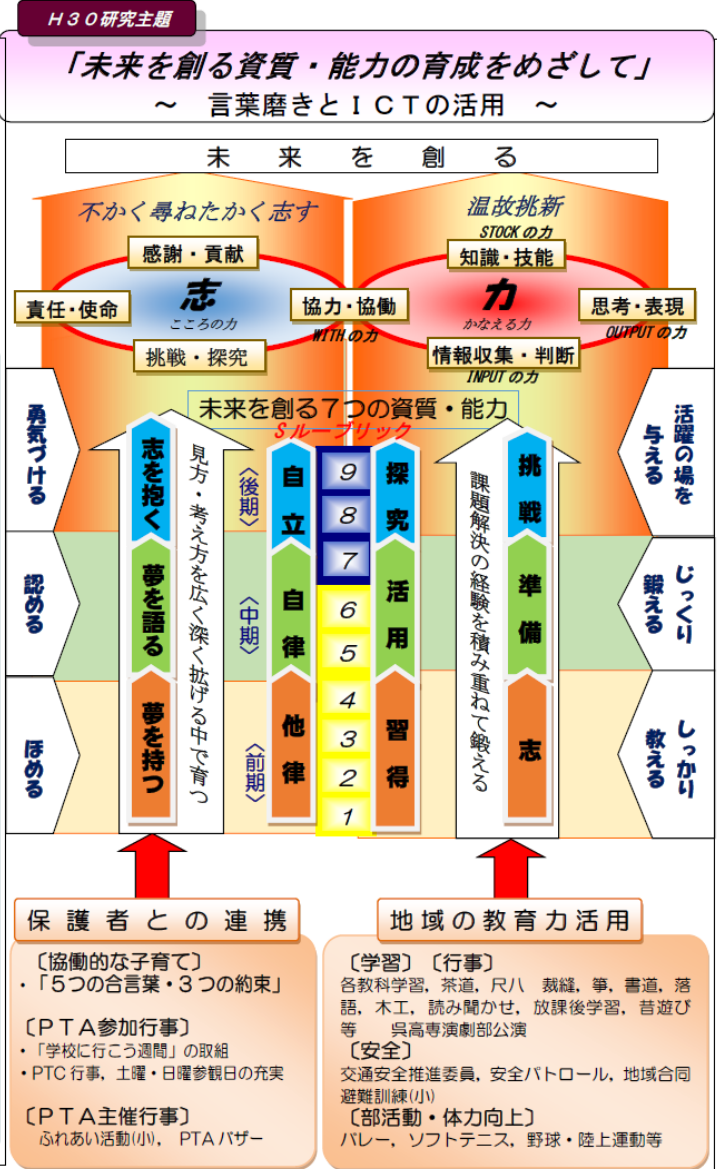 H30研究主題
「未来を創る資質・能力の育成をめざして」
～ 言葉磨きとICTの活用 ～
未来を創る
不かく尋ねたかく志す
感謝・貢献
責任・使命
志
こころの力
協力・協働
WITHの力
挑戦・探究
温故挑新
STOCKの力
知識・技能
力
かなえる力
思考・表現
OUTPUTの力
情報収集・判断
INPUTの力
未来を創る7つの資質・能力
Sルーブリック
勇気づける
認める
ほめる
志を抱く
夢を語る
夢を持つ
見方・考え方を広く深く拡げる中で育つ
〈後期〉
〈中期〉
〈前期〉
自立
自律
他律
9
8
7
6
5
4
3
2
1
探究
活用
習得
課題解決の経験を積み重ねて鍛える
挑戦
準備
志
活躍の場を
与える
じっくり
鍛える
しっかり
教える
保護者との連携
〔協働的な子育て〕
・「5つの合言葉・3つの約束」
〔PTA参加行事〕
・「学校に行こう週間」の取組
・PTC行事，土曜・日曜参観日の充実
〔PTA主催行事〕
ふれあい活動(小)， PTAバザー
地域の教育力活用
〔学習〕〔行事〕
各教科学習，茶道，尺八 裁縫，箏，書道，落
語，木工，読み聞かせ，放課後学習，昔遊び
等 呉高専演劇部公演
〔安全〕
交通安全推進委員，安全パトロール，地域合同
避難訓練(小)
〔部活動・体力向上〕
バレー，ソフトテニス，野球・陸上運動等